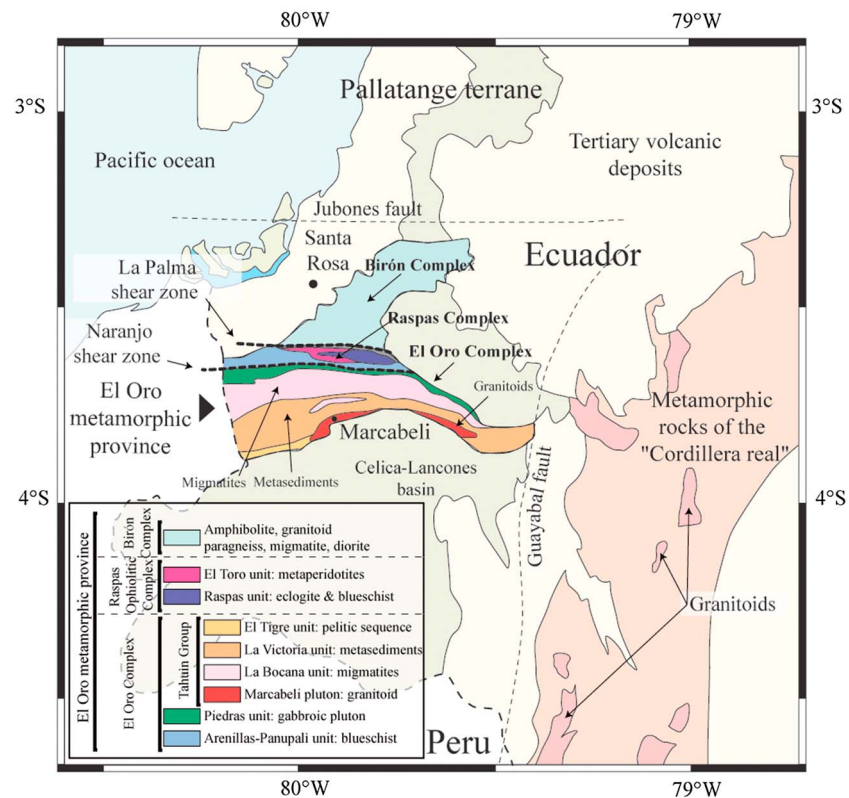 80°W
79°W
3°S
3°S
Pallatange terrane
Tertiary volcanic
deposits
Pacific ocean
Jubones fault
Santa
Rosa
Ecuador
Birón Complex
La Palma
shear zone
Raspas Complex
Naranjo
shear zone
El Oro Complex
Granitoids
El Oro
metamorphic
province
Metamorphic
rocks of the
"Cordillera real"
Marcabeli
Migmatites
Metasediments
Celica-Lancones
basin
Guayabal fault
4°S
4°S
Granitoids
El Oro metamorphic province
Birón
Complex
Amphibolite, granitoid
paragneiss, migmatite, diorite
Raspas
Ophiolitic
Complex
El Toro unit: metaperidotites
Raspas unit: eclogite & blueschist
El Oro Complex
Tahuin Group
El Tigre unit: pelitic sequence
La Victoria unit: metasediments
La Bocana unit: migmatites
Marcabeli pluton: granitoid
Piedras unit: gabbroic pluton
Arenillas-Panupali unit: blueschist
Peru
80°W
79°W